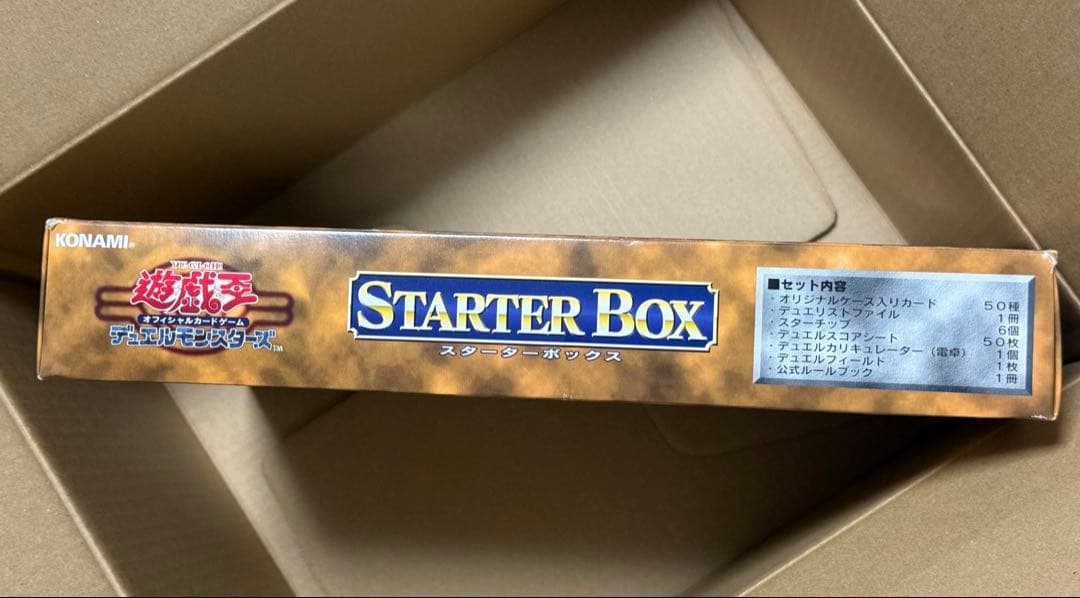 KONAMI®
YU-GI-OH!
遊戯王
オフィシャルカードゲーム
デュエルモンスターズ™
STARTER BOX
スターターボックス
■セット内容
・オリジナルケース入りカード 50種
・デュエリストファイル 1冊
・スターチップ 6個
・デュエルスコアシート 50枚
・デュエルカリキュレーター(電卓) 1個
・デュエルフィールド 1枚
・公式ルールブック 1冊